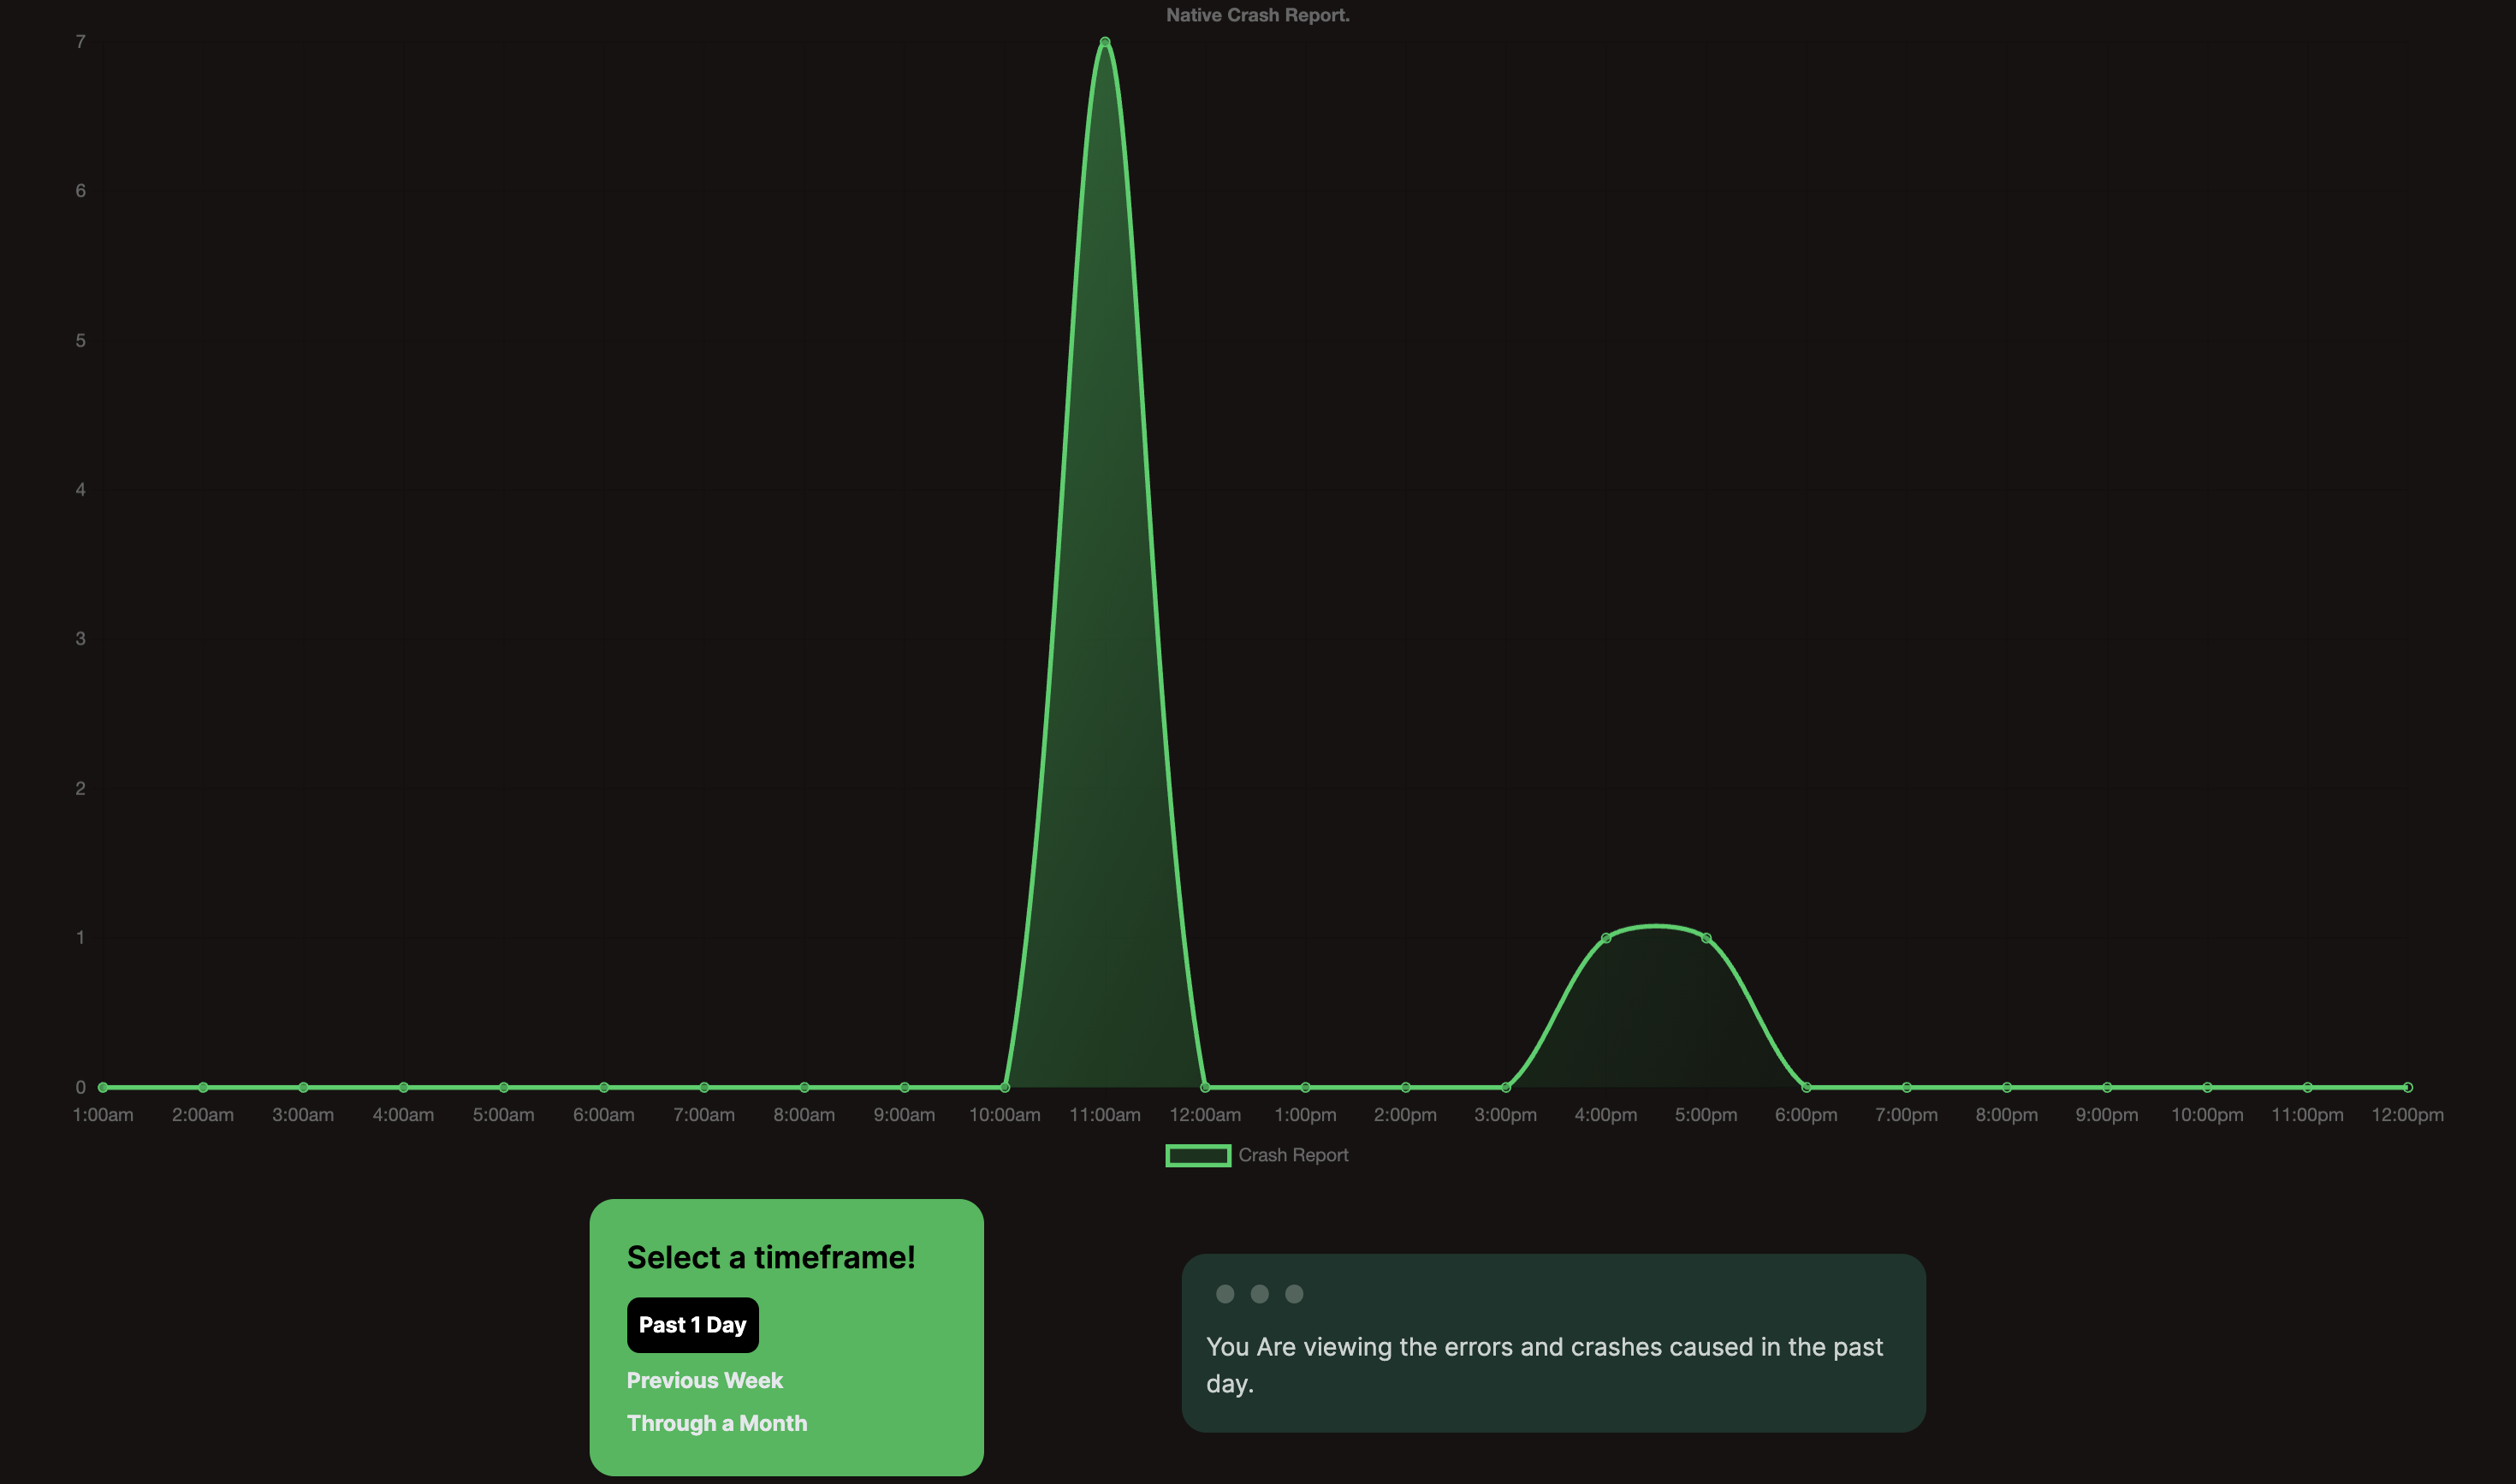 Native Crash Report.
7
6
5
4
3
2
1
0
1:00am 2:00am 3:00am 4:00am 5:00am 6:00am 7:00am 8:00am 9:00am 10:00am 11:00am 12:00am 1:00pm 2:00pm 3:00pm 4:00pm 5:00pm 6:00pm 7:00pm 8:00pm 9:00pm 10:00pm 11:00pm 12:00pm
Crash Report
Select a timeframe!
Past 1 Day
Previous Week
Through a Month
You Are viewing the errors and crashes caused in the past
day.